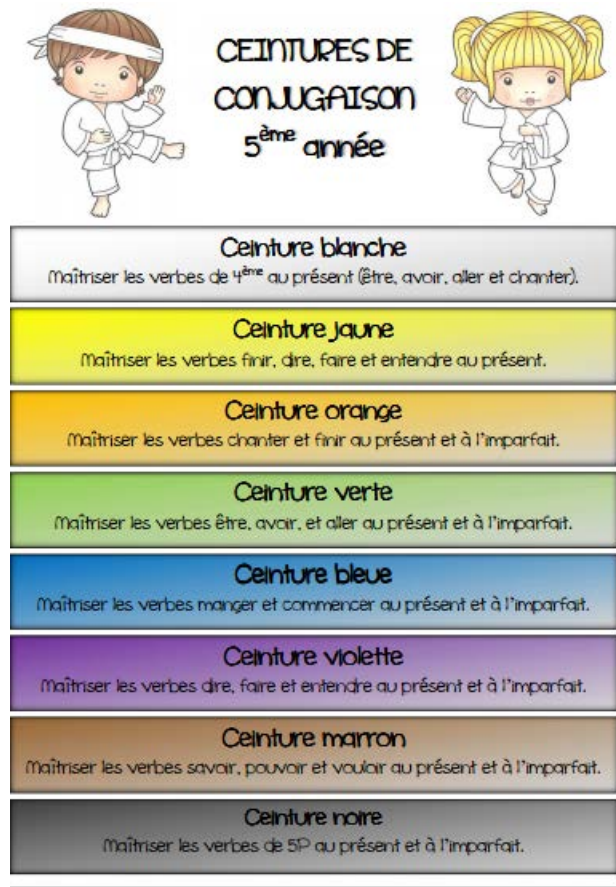 CEINTURES DE
CONJUGAISON
5ème année
Ceinture blanche
Maîtriser les verbes de 4ème au présent (être, avoir, aller et chanter).
Ceinture jaune
Maîtriser les verbes finir, dire, faire et entendre au présent.
Ceinture orange
Maîtriser les verbes chanter et finir au présent et à l'imparfait.
Ceinture verte
Maîtriser les verbes être, avoir, et aller au présent et à l'imparfait.
Ceinture bleue
Maîtriser les verbes manger et commencer au présent et à l'imparfait.
Ceinture violette
Maîtriser les verbes dire, faire et entendre au présent et à l'imparfait.
Ceinture marron
Maîtriser les verbes savoir, pouvoir et vouloir au présent et à l'imparfait.
Ceinture noire
Maîtriser les verbes de 5P au présent et à l'imparfait.